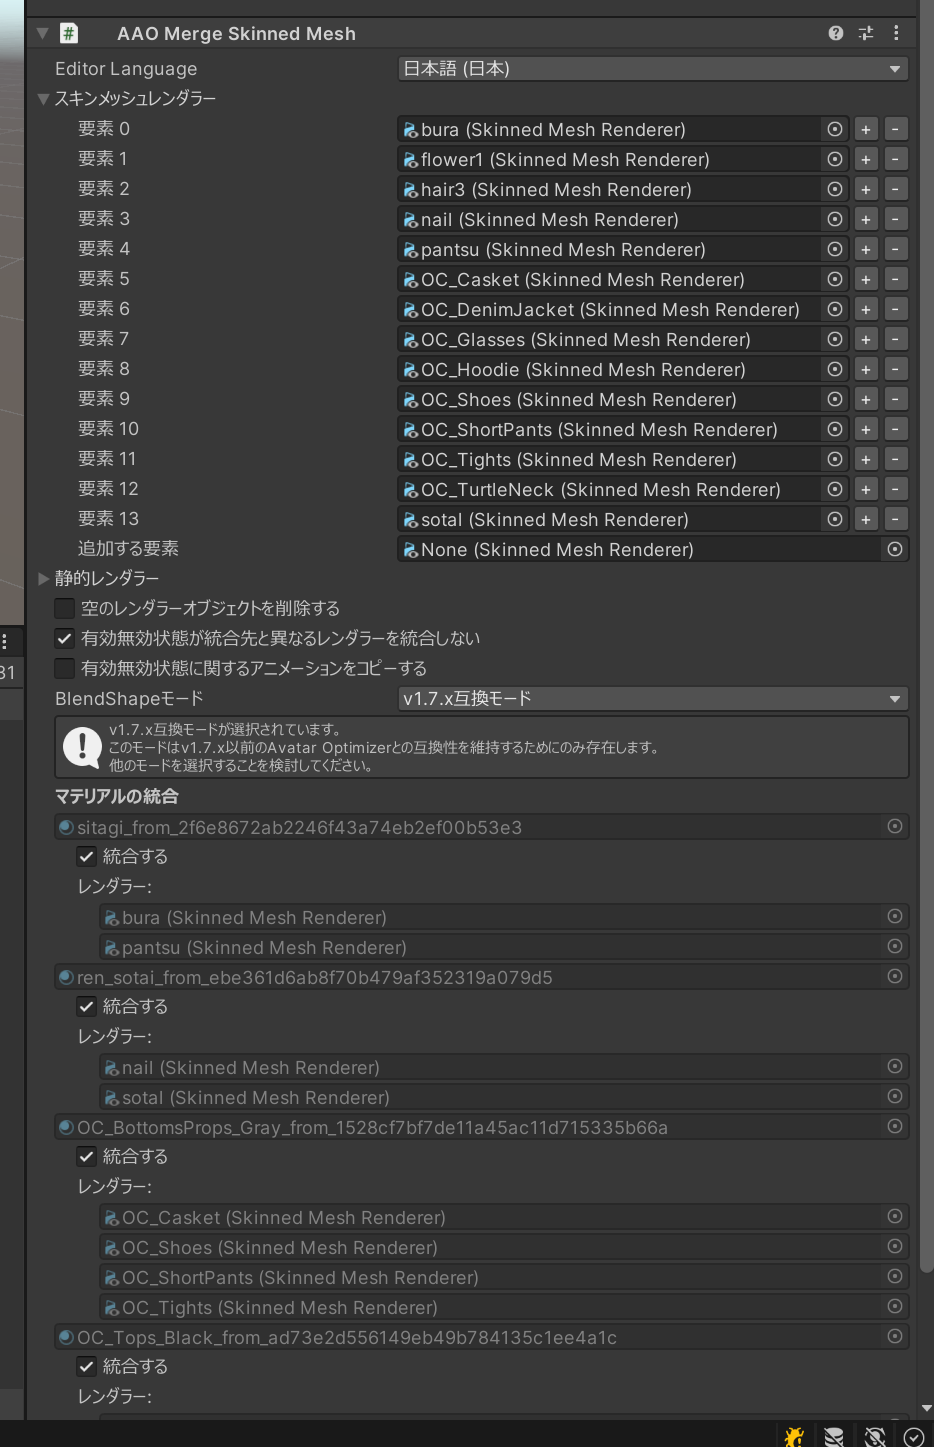 AAO Merge Skinned Mesh
Editor Language 日本語 (日本)
スキンメッシュレンダラー
要素 0 bura (Skinned Mesh Renderer) + -
要素 1 flower1 (Skinned Mesh Renderer) + -
要素 2 hair3 (Skinned Mesh Renderer) + -
要素 3 nail (Skinned Mesh Renderer) + -
要素 4 pantsu (Skinned Mesh Renderer) + -
要素 5 OC_Casket (Skinned Mesh Renderer) + -
要素 6 OC_DenimJacket (Skinned Mesh Renderer) + -
要素 7 OC_Glasses (Skinned Mesh Renderer) + -
要素 8 OC_Hoodie (Skinned Mesh Renderer) + -
要素 9 OC_Shoes (Skinned Mesh Renderer) + -
要素 10 OC_ShortPants (Skinned Mesh Renderer) + -
要素 11 OC_Tights (Skinned Mesh Renderer) + -
要素 12 OC_TurtleNeck (Skinned Mesh Renderer) + -
要素 13 sotal (Skinned Mesh Renderer) + -
追加する要素 None (Skinned Mesh Renderer)
静的レンダラー
空のレンダラーオブジェクトを削除する
有効無効状態が統合先と異なるレンダラーを統合しない
31
有効無効状態に関するアニメーションをコピーする
BlendShapeモード v1.7.x互換モード
v1.7.x互換モードが選択されています。
このモードはv1.7.x以前のAvatar Optimizerとの互換性を維持するためにのみ存在します。
他のモードを選択することを検討してください。
マテリアルの統合
sitagi_from_2f6e8672ab2246f43a74eb2ef00b53e3
統合する
レンダラー:
bura (Skinned Mesh Renderer)
pantsu (Skinned Mesh Renderer)
ren_sotai_from_ebe361d6ab8f70b479af352319a079d5
統合する
レンダラー:
nail (Skinned Mesh Renderer)
sotal (Skinned Mesh Renderer)
OC_BottomsProps_Gray_from_1528cf7bf7de11a45ac11d715335b66a
統合する
レンダラー:
OC_Casket (Skinned Mesh Renderer)
OC_Shoes (Skinned Mesh Renderer)
OC_ShortPants (Skinned Mesh Renderer)
OC_Tights (Skinned Mesh Renderer)
OC_Tops_Black_from_ad73e2d556149eb49b784135c1ee4a1c
統合する
レンダラー: